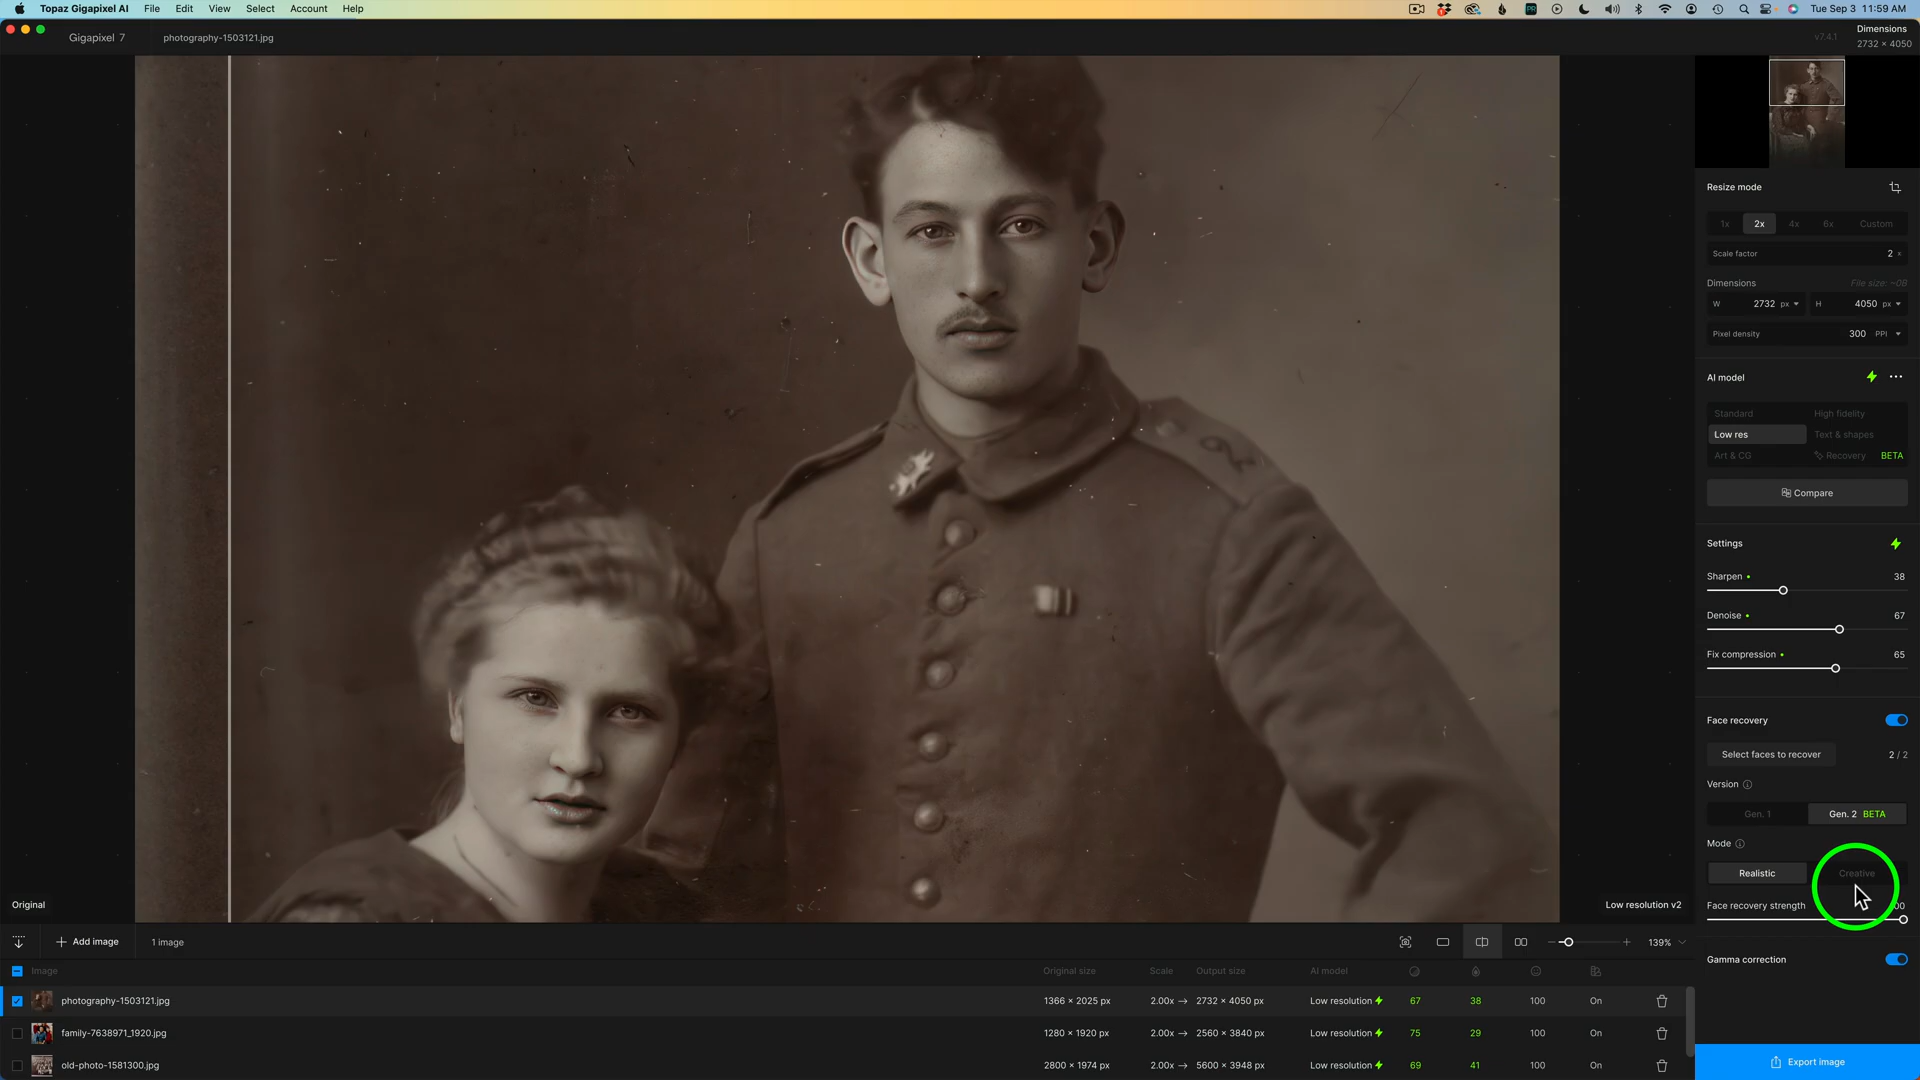 Topaz Gigapixel AI File Edit View Select Account Help
Tue Sep 3 11:59 AM
Gigapixel 7 photography-1503121.jpg v7.4.1
Dimensions
2732 × 4050
Resize mode
1x 2x 4x 6x Custom
Scale factor 2 x
Dimensions File size: ~0B
W 2732 px H 4050 px
Pixel density 300 PPI
AI model
Standard High fidelity
Low res Text & shapes
Art & CG Recovery BETA
Compare
Settings
Sharpen 38
Denoise 67
Fix compression 65
Face recovery
Select faces to recover 2 / 2
Version
Gen. 1 Gen. 2 BETA
Mode
Realistic Creative
Face recovery strength
Gamma correction
Export image
Original Low resolution v2
Add image 1 image 139%
Image Original size Scale Output size AI model
photography-1503121.jpg 1366 × 2025 px 2.00x → 2732 × 4050 px Low resolution 67 38 100 On
family-7638971_1920.jpg 1280 × 1920 px 2.00x → 2560 × 3840 px Low resolution 75 29 100 On
old-photo-1581300.jpg 2800 × 1974 px 2.00x → 5600 × 3948 px Low resolution 69 41 100 On